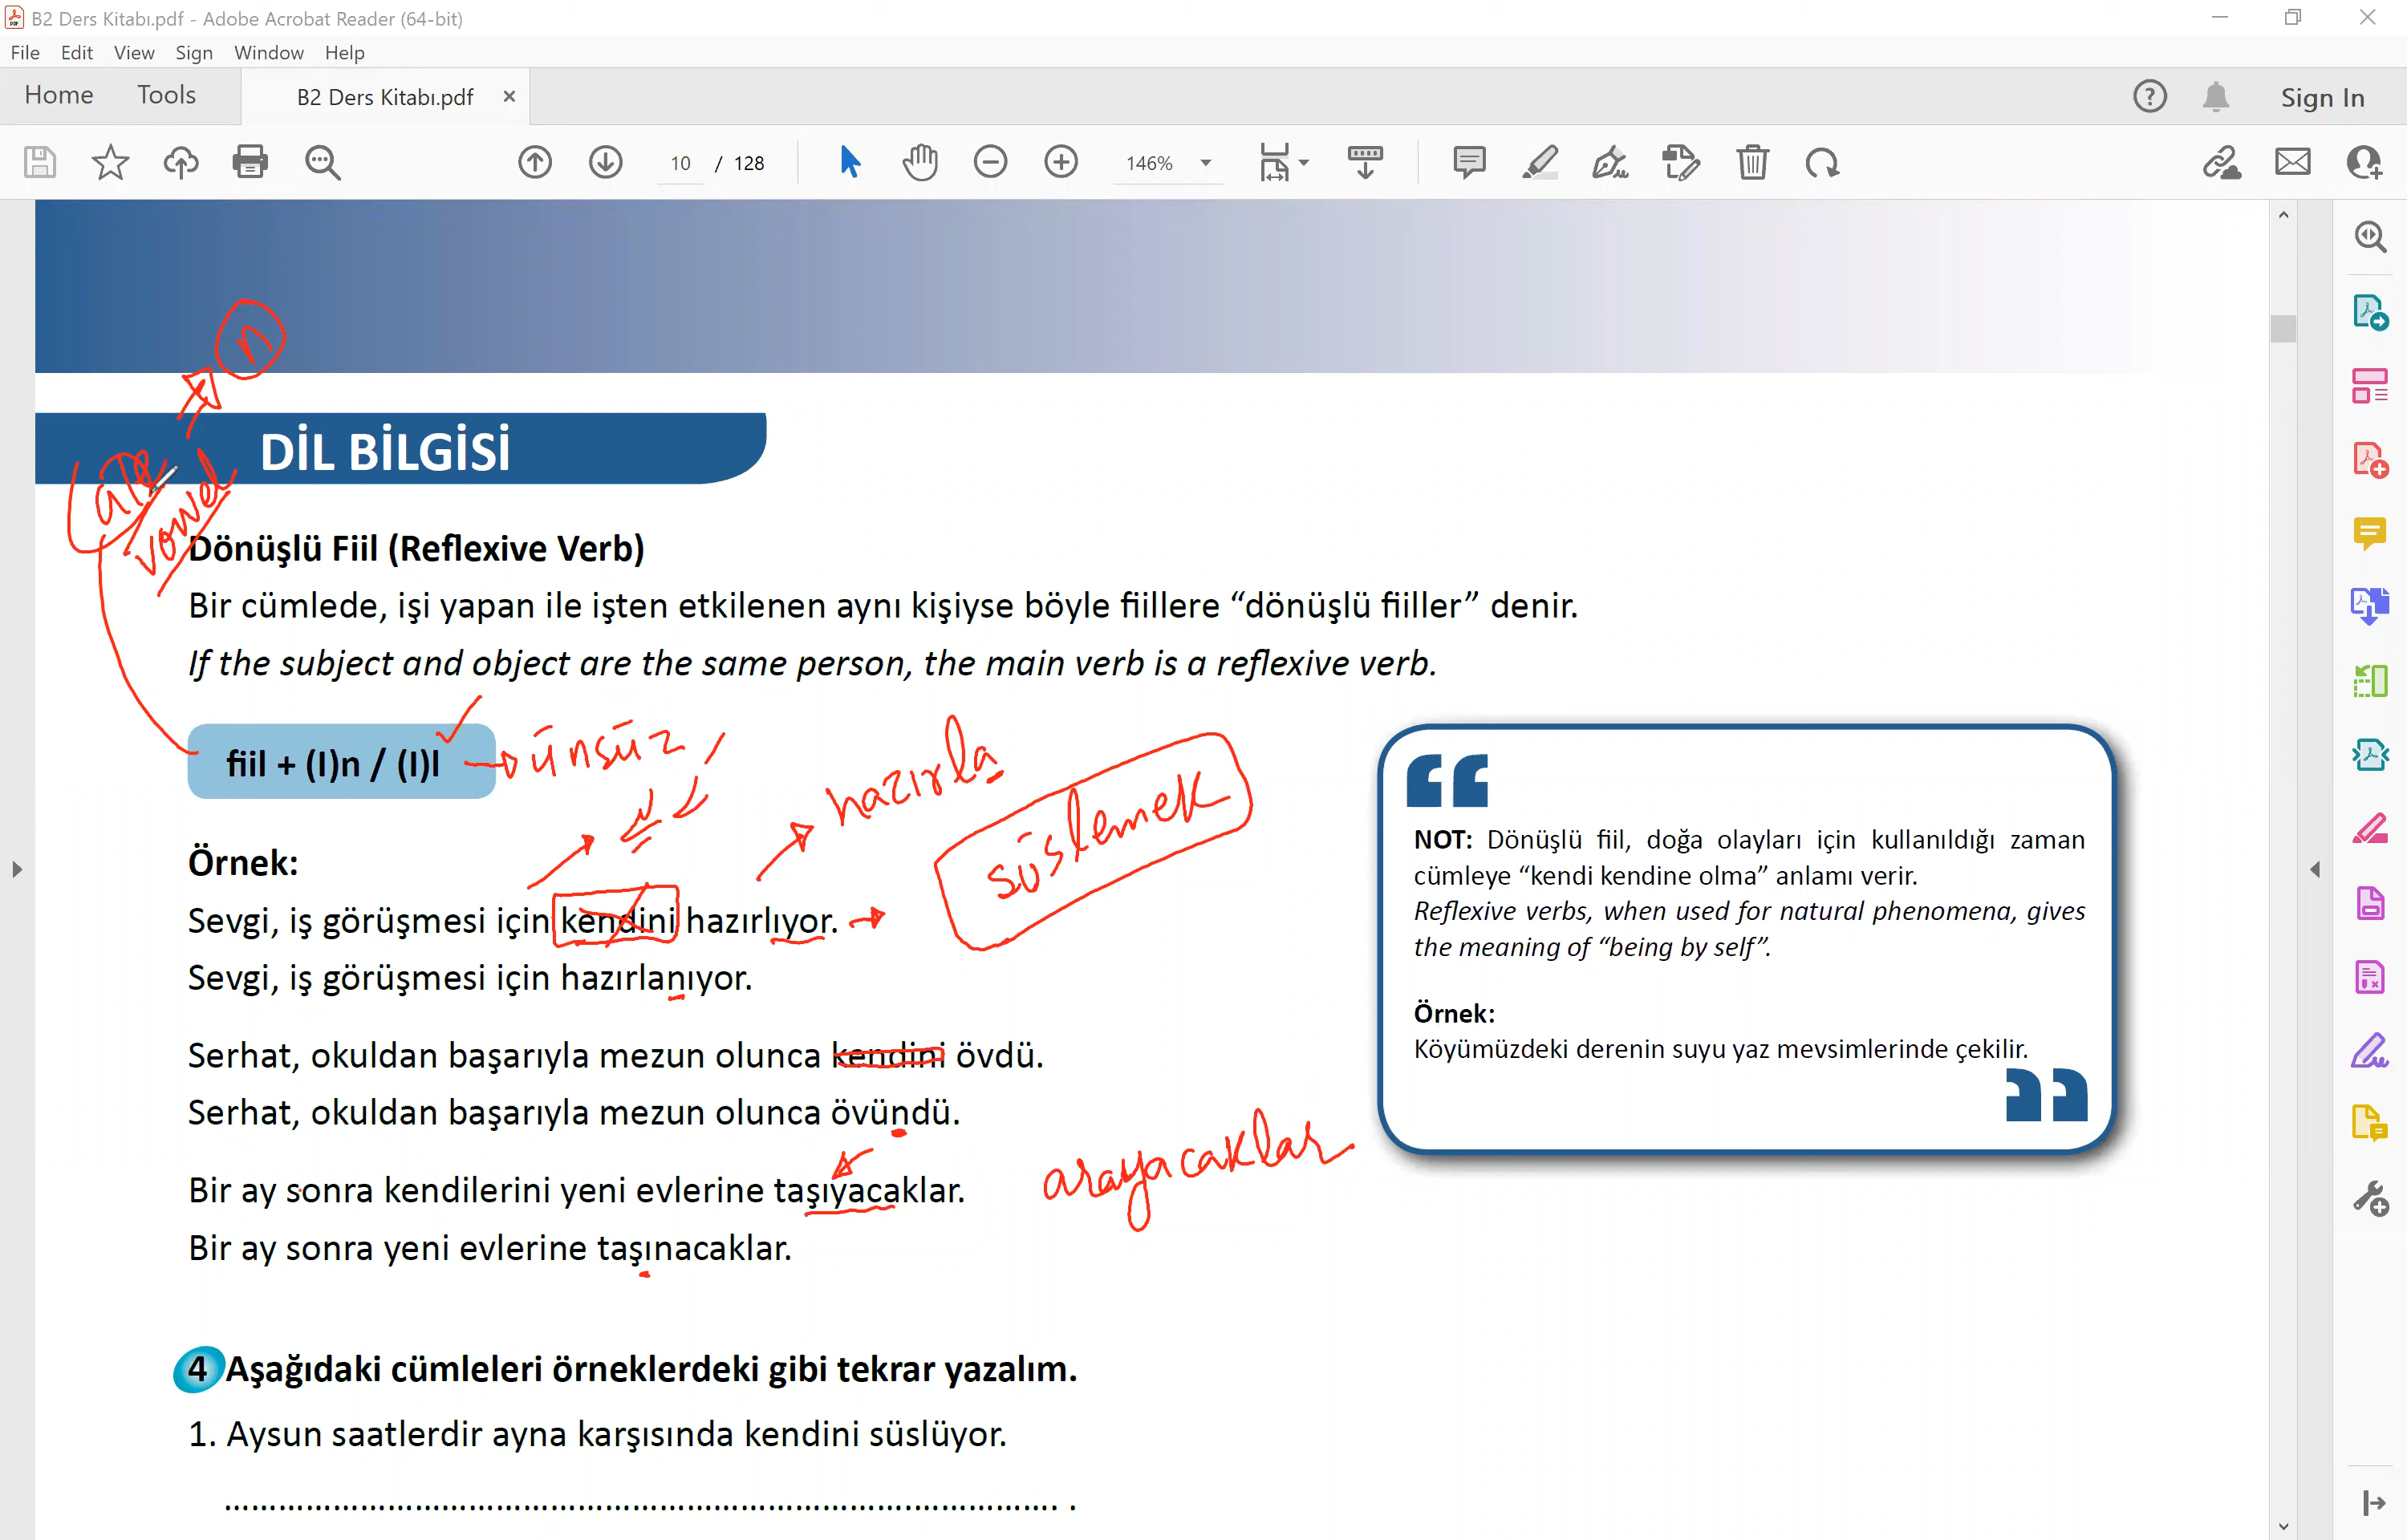 B2 Ders Kitabı.pdf - Adobe Acrobat Reader (64-bit)
File Edit View Sign Window Help
Home Tools B2 Ders Kitabı.pdf × Sign In
10 / 128 146%
n
DİL BİLGİSİ
vowel
Dönüşlü Fiil (Reflexive Verb)
Bir cümlede, işi yapan ile işten etkilenen aynı kişiyse böyle fiillere “dönüşlü fiiller” denir.
If the subject and object are the same person, the main verb is a reflexive verb.
fiil + (I)n / (I)l
ünsüz
hazırla
süslemek
Örnek:
Sevgi, iş görüşmesi için kendini hazırlıyor.
Sevgi, iş görüşmesi için hazırlanıyor.
Serhat, okuldan başarıyla mezun olunca kendini övdü.
Serhat, okuldan başarıyla mezun olunca övündü.
Bir ay sonra kendilerini yeni evlerine taşıyacaklar.
arayacaklar
Bir ay sonra yeni evlerine taşınacaklar.
NOT: Dönüşlü fiil, doğa olayları için kullanıldığı zaman
cümleye “kendi kendine olma” anlamı verir.
Reflexive verbs, when used for natural phenomena, gives
the meaning of “being by self”.
Örnek:
Köyümüzdeki derenin suyu yaz mevsimlerinde çekilir.
4 Aşağıdaki cümleleri örneklerdeki gibi tekrar yazalım.
1. Aysun saatlerdir ayna karşısında kendini süslüyor.